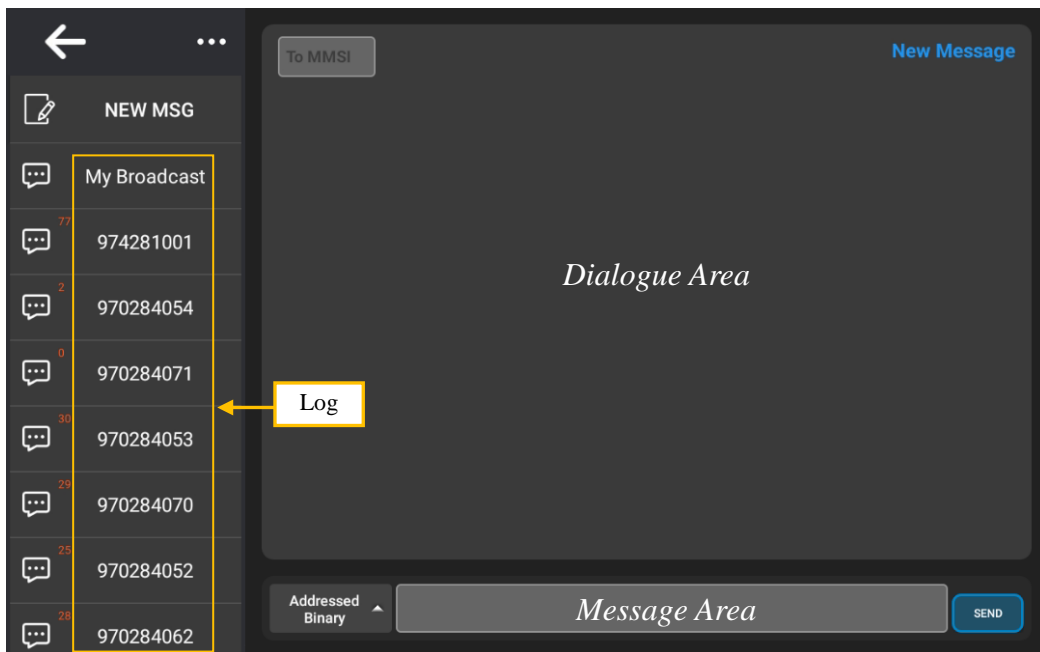 To MMSI
New Message
NEW MSG
My Broadcast
77
974281001
2
970284054
0
970284071
30
970284053
29
970284070
25
970284052
28
970284062
Log
Dialogue Area
Addressed
Binary
Message Area
SEND